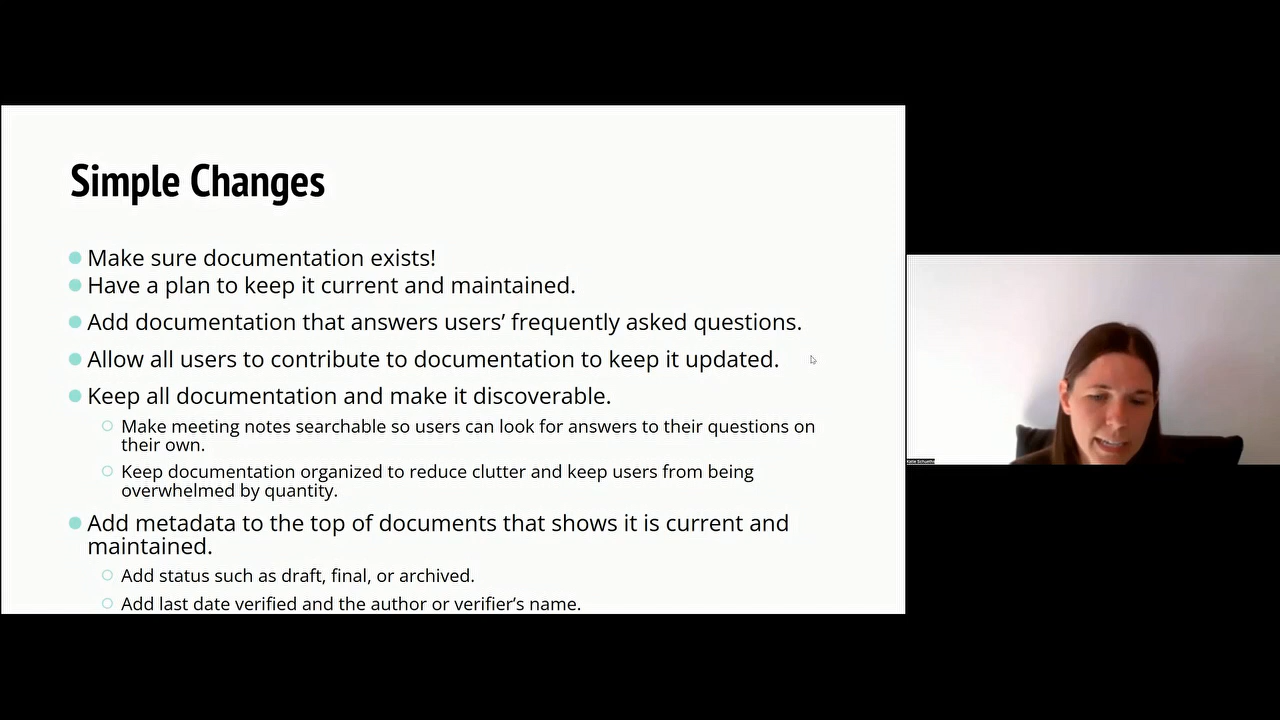 Simple Changes
Make sure documentation exists!
Have a plan to keep it current and maintained.
Add documentation that answers users’ frequently asked questions.
Allow all users to contribute to documentation to keep it updated.
Keep all documentation and make it discoverable.
Make meeting notes searchable so users can look for answers to their questions on
their own.
Keep documentation organized to reduce clutter and keep users from being
overwhelmed by quantity.
Add metadata to the top of documents that shows it is current and
maintained.
Add status such as draft, final, or archived.
Add last date verified and the author or verifier’s name.